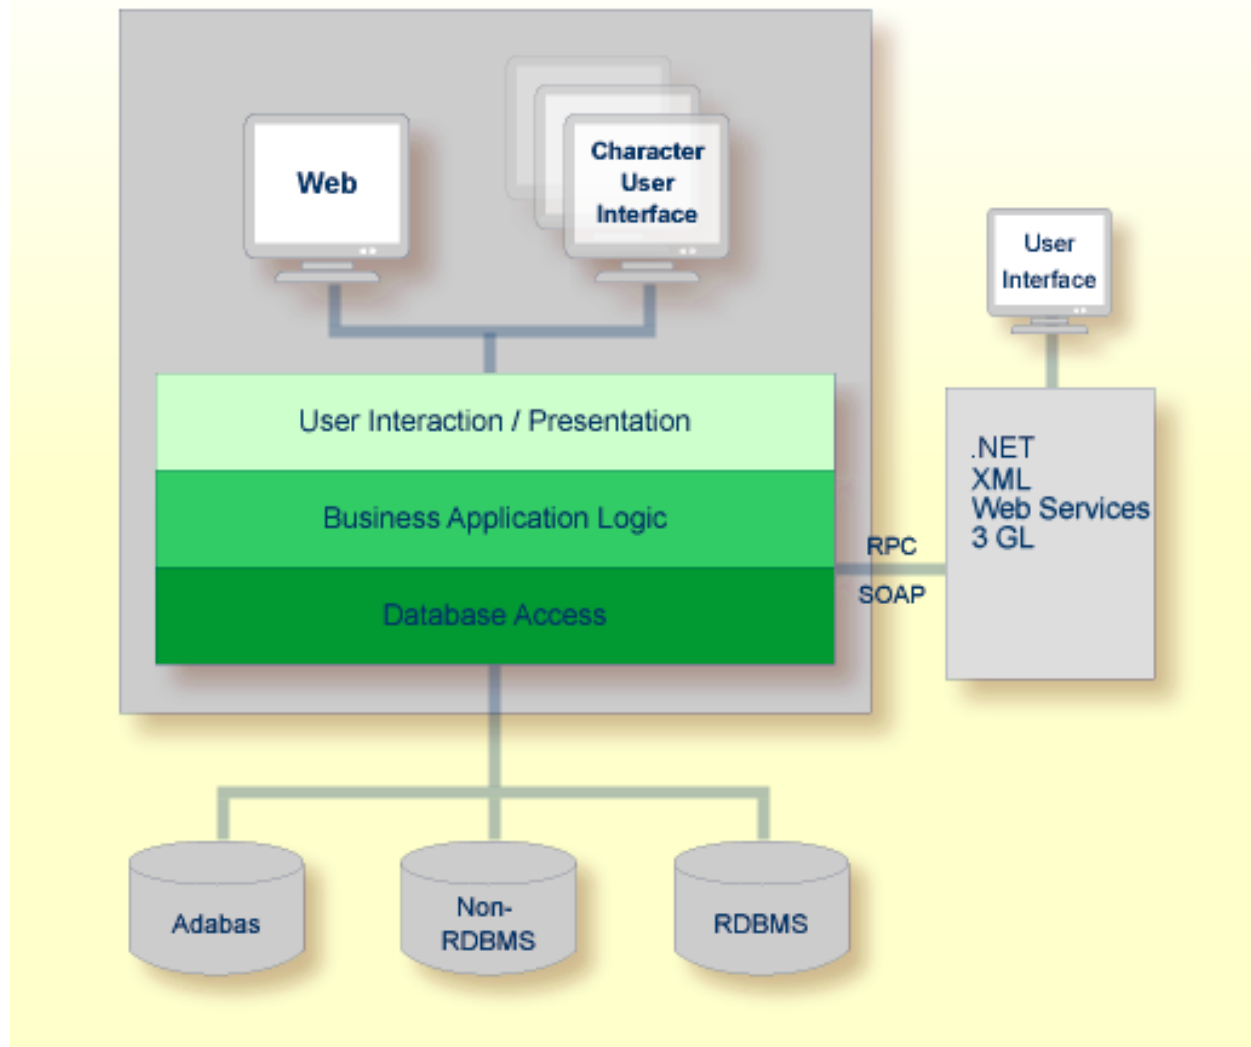 Web
Character
User
Interface
User
Interface
User Interaction / Presentation
Business Application Logic
Database Access
RPC
SOAP
.NET
XML
Web Services
3 GL
Adabas
Non-
RDBMS
RDBMS